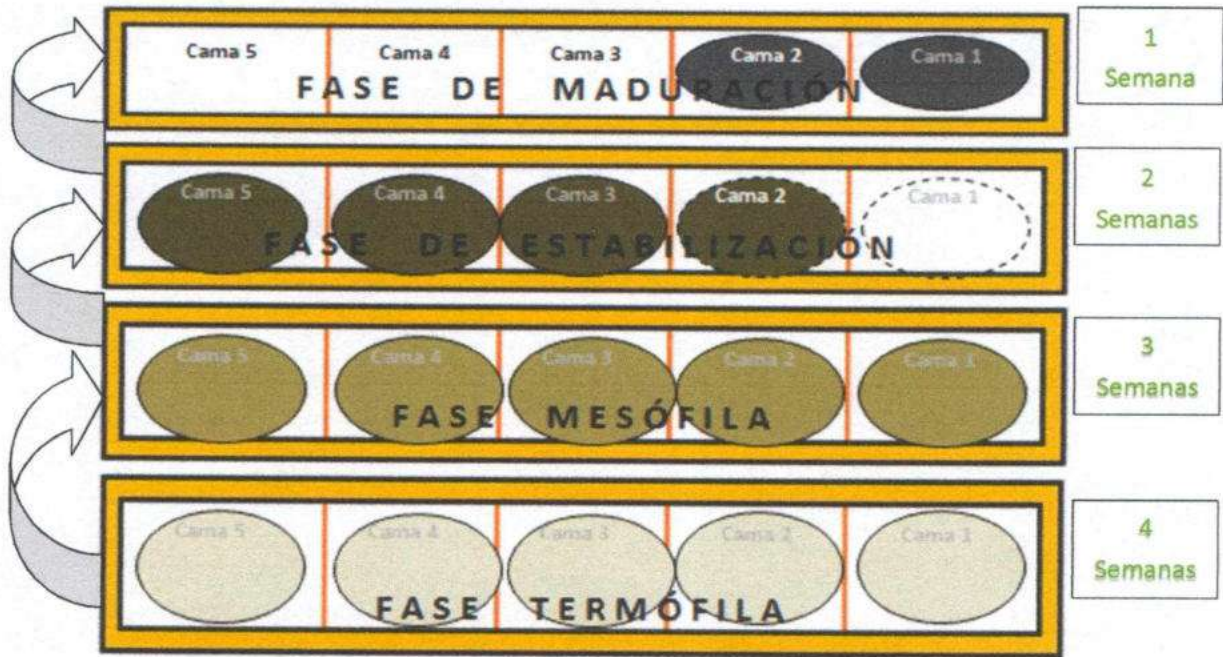 Cama 5 Cama 4 Cama 3 Cama 2 Cama 1
FASE DE MADURACIÓN
1
Semana
Cama 5 Cama 4 Cama 3 Cama 2 Cama 1
FASE DE ESTABILIZACIÓN
2
Semanas
Cama 5 Cama 4 Cama 3 Cama 2 Cama 1
FASE MESÓFILA
3
Semanas
Cama 5 Cama 4 Cama 3 Cama 2 Cama 1
FASE TERMÓFILA
4
Semanas